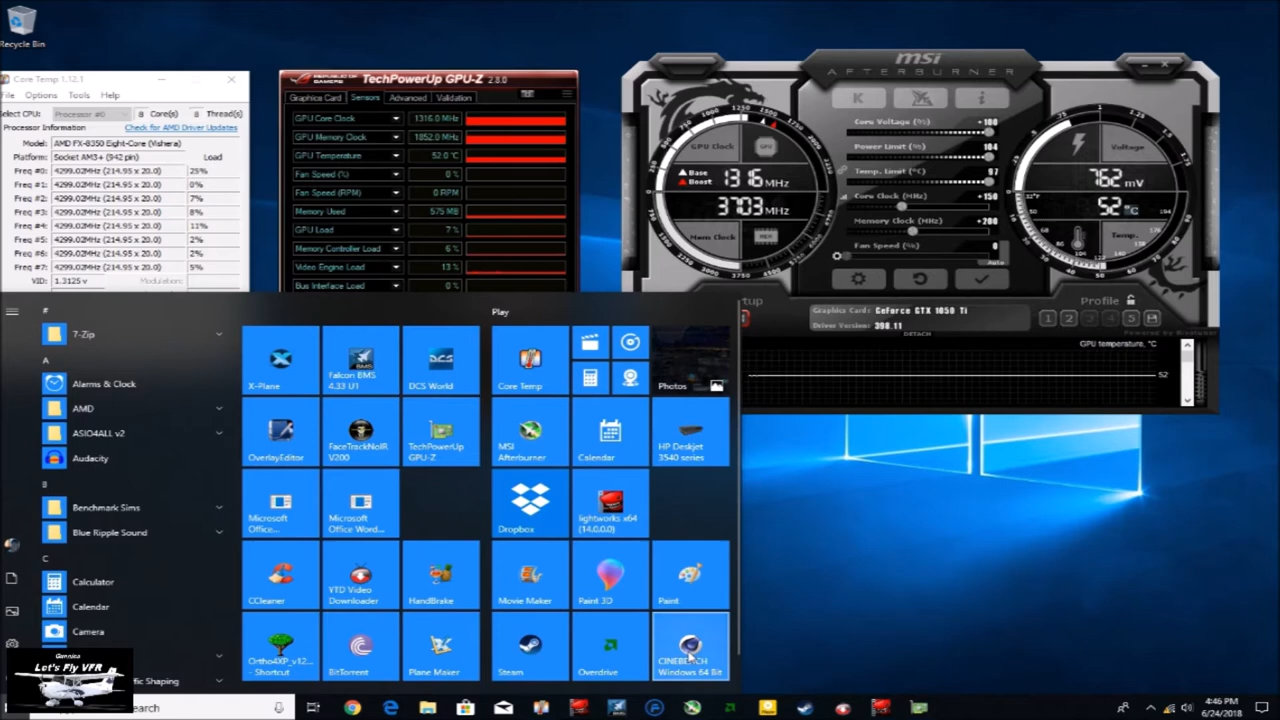 Recycle Bin
Core Temp 1.12.1
File Options Tools Help
Select CPU: Processor #0 8 Core(s) 8 Thread(s)
Processor Information Check for AMD Driver Updates
Model: AMD FX-8350 Eight-Core (Vishera)
Platform: Socket AM3+ (942 pin) Load
Freq #0: 4299.02MHz (214.95 x 20.0) 25%
Freq #1: 4299.02MHz (214.95 x 20.0) 0%
Freq #2: 4299.02MHz (214.95 x 20.0) 7%
Freq #3: 4299.02MHz (214.95 x 20.0) 8%
Freq #4: 4299.02MHz (214.95 x 20.0) 11%
Freq #5: 4299.02MHz (214.95 x 20.0) 2%
Freq #6: 4299.02MHz (214.95 x 20.0) 2%
Freq #7: 4299.02MHz (214.95 x 20.0) 5%
VID: 1.3125 v Modulation:
REPUBLIC OF GAMERS TechPowerUp GPU-Z 2.8.0
Graphics Card Sensors Advanced Validation
GPU Core Clock 1316.0 MHz
GPU Memory Clock 1852.0 MHz
GPU Temperature 52.0 °C
Fan Speed (%) 0 %
Fan Speed (RPM) 0 RPM
Memory Used 575 MB
GPU Load 7 %
Memory Controller Load 6 %
Video Engine Load 13 %
Bus Interface Load 0 %
msi
AFTERBURNER
GPU Clock GPU
Base
Boost
1316 MHz
3703 MHz
Mem Clock MEM
Core Voltage (%) +100
Power Limit (%) 104
Temp. Limit (°C) 97
Core Clock (MHz) +150
Memory Clock (MHz) +200
Fan Speed (%) 0
Auto
Voltage
762 mV
52 °C
Temp.
Profile
Graphics Card: GeForce GTX 1050 Ti
Driver Version: 398.11
1 2 3 4 5
DETACH
GPU temperature, °C
52
#
7-Zip
A
Alarms & Clock
AMD
ASIO4ALL v2
Audacity
B
Benchmark Sims
Blue Ripple Sound
C
Calculator
Calendar
Camera
Play
X-Plane
Falcon BMS 4.33 U1
DCS World
Core Temp
Photos
OverlayEditor
FaceTrackNoIR V200
TechPowerUp GPU-Z
MSI Afterburner
Calendar
HP Deskjet 3540 series
Microsoft Office...
Microsoft Office Word...
Dropbox
lightworks x64 (14.0.0.0)
CCleaner
YTD Video Downloader
HandBrake
Movie Maker
Paint 3D
Paint
Ortho4XP_v12... - Shortcut
BitTorrent
Plane Maker
Steam
Overdrive
CINEBENCH Windows 64 Bit
Let's Fly VFR
4:46 PM
6/24/2018